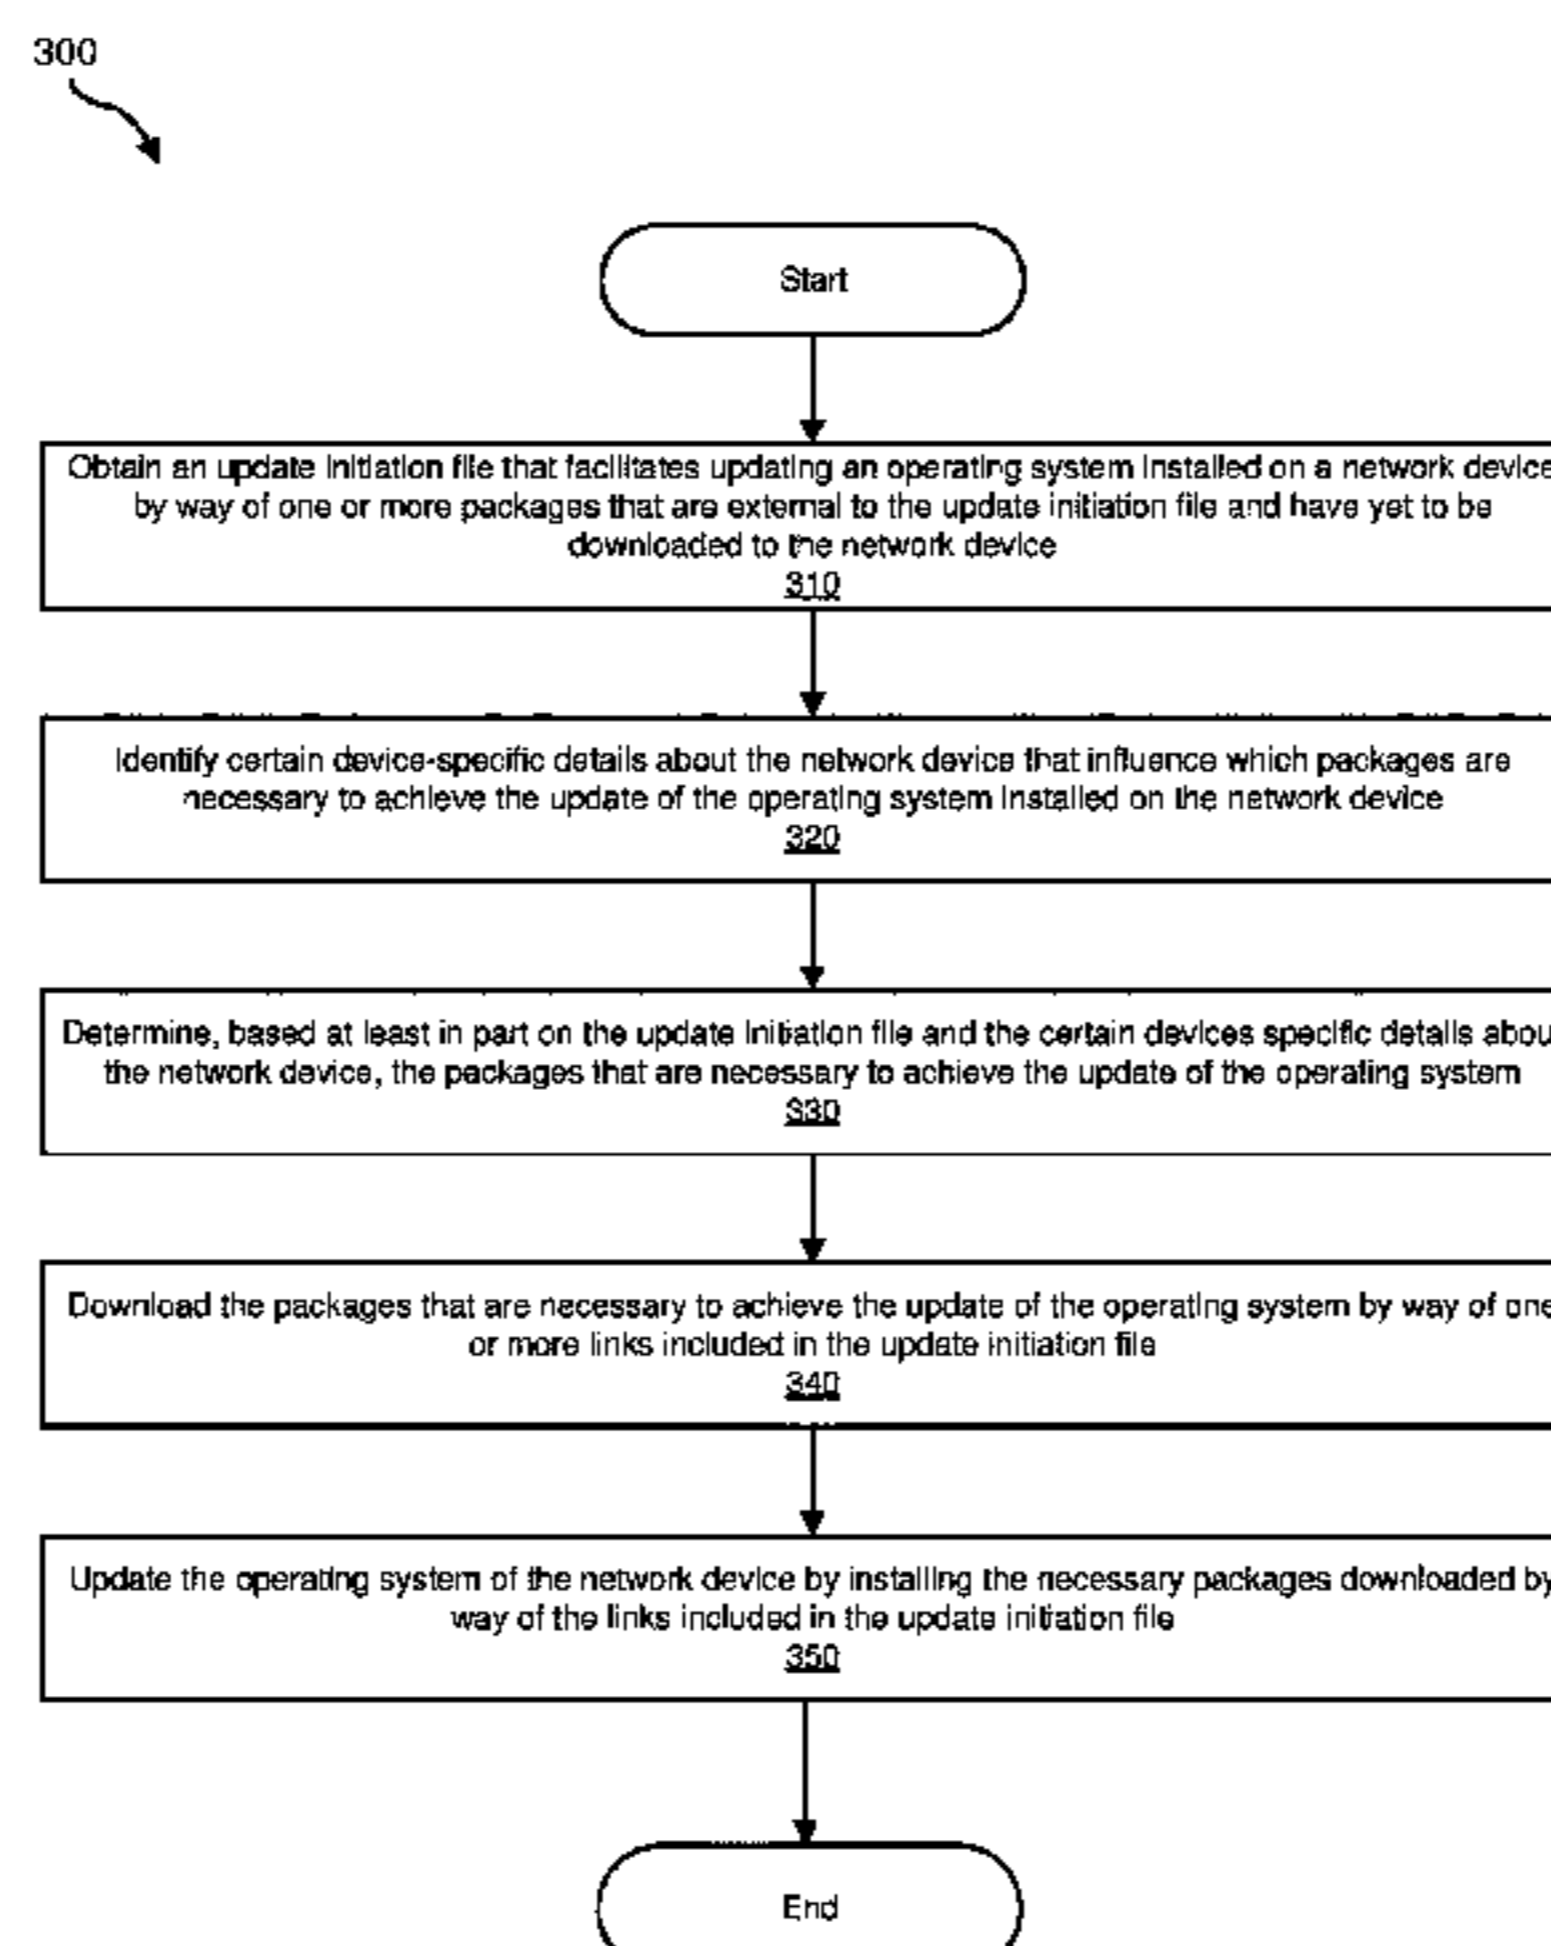 300
Start
Obtain an update initiation file that facilitates updating an operating system installed on a network device
by way of one or more packages that are external to the update initiation file and have yet to be
downloaded to the network device
310
Identify certain device-specific details about the network device that influence which packages are
necessary to achieve the update of the operating system installed on the network device
320
Determine, based at least in part on the update initiation file and the certain devices specific details abou
the network device, the packages that are necessary to achieve the update of the operating system
330
Download the packages that are necessary to achieve the update of the operating system by way of one
or more links included in the update initiation file
340
Update the operating system of the network device by installing the necessary packages downloaded by
way of the links included in the update initiation file
350
End